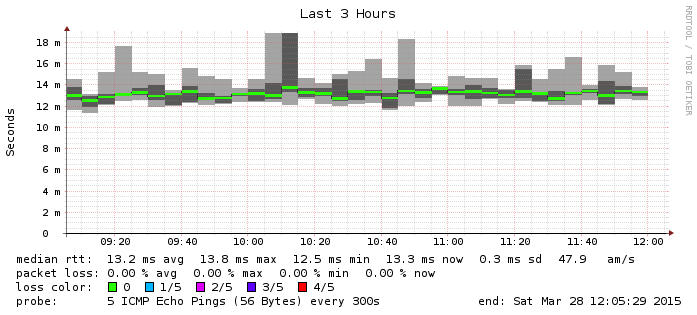 Last 3 Hours
RRDTOOL / TOBI OETIKER
Seconds
18 m
16 m
14 m
12 m
10 m
8 m
6 m
4 m
2 m
0
09:20 09:40 10:00 10:20 10:40 11:00 11:20 11:40 12:00
median rtt: 13.2 ms avg 13.8 ms max 12.5 ms min 13.3 ms now 0.3 ms sd 47.9 am/s
packet loss: 0.00 % avg 0.00 % max 0.00 % min 0.00 % now
loss color: 0 1/5 2/5 3/5 4/5
probe: 5 ICMP Echo Pings (56 Bytes) every 300s end: Sat Mar 28 12:05:29 2015